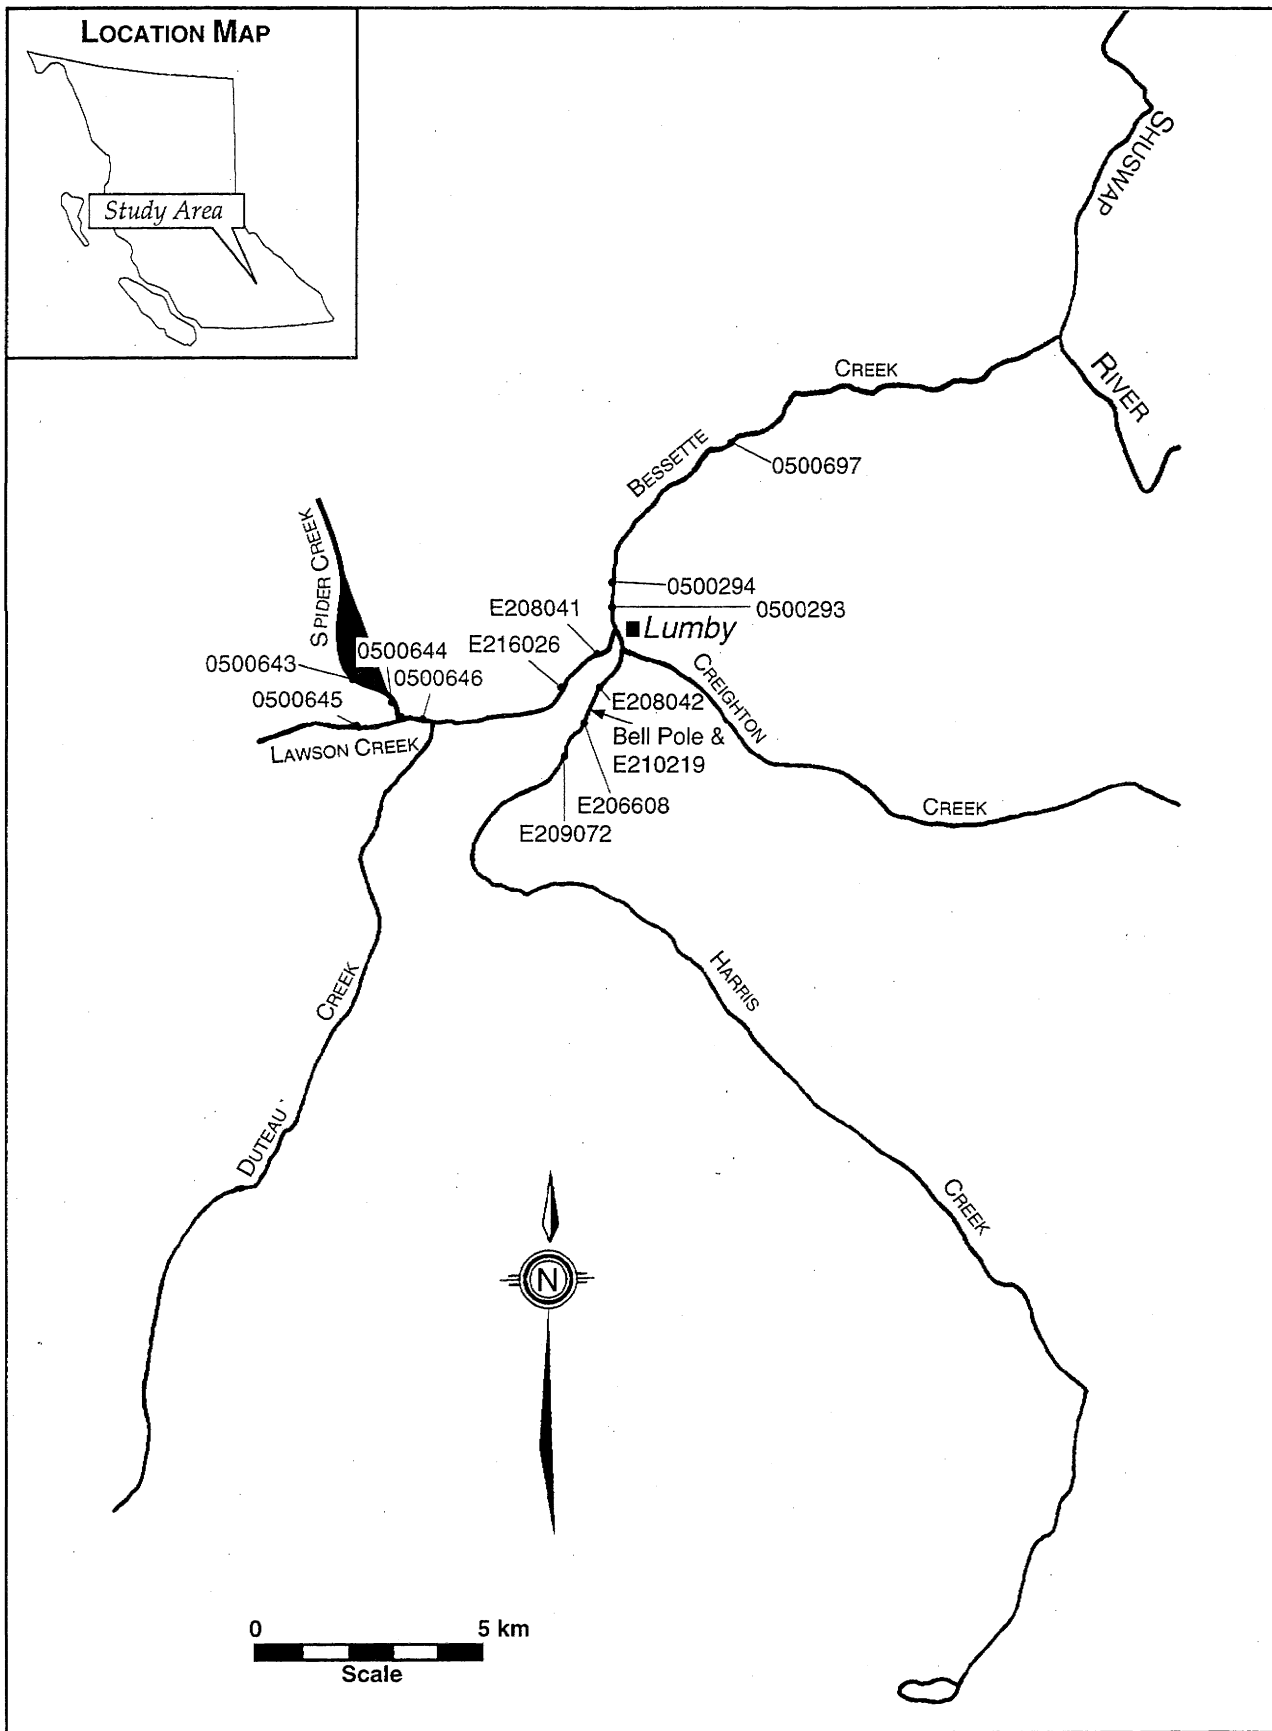 LOCATION MAP
Study Area
SHUSWAP
RIVER
CREEK
BESSETTE
0500697
SPIDER CREEK
0500294
0500293
E208041
Lumby
E216026
0500644
0500643
0500646
0500645
E208042
CREIGHTON
LAWSON CREEK
Bell Pole &
E210219
E206608
CREEK
E209072
HARRIS
CREEK
DUTEAU
CREEK
N
0
5 km
Scale